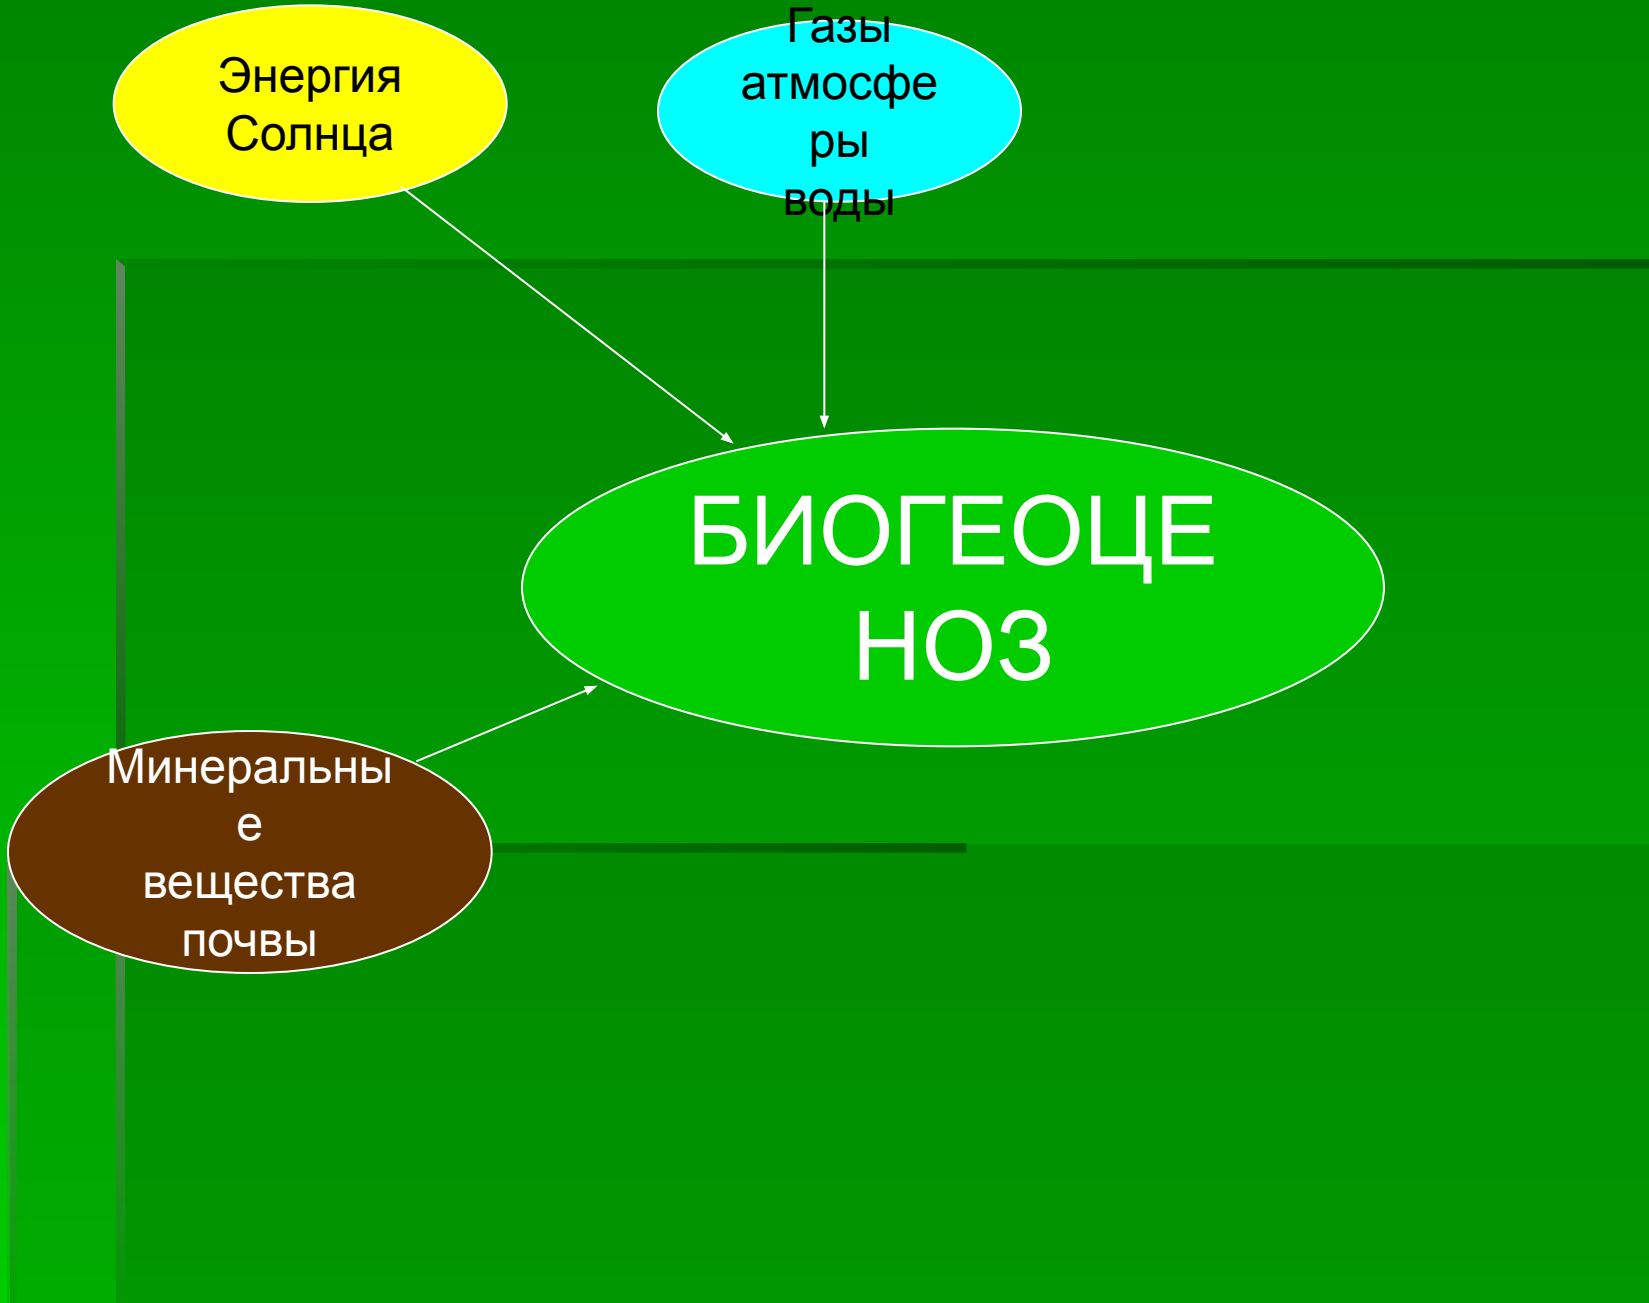 Энергия
Солнца
Газы
атмосфе
ры
воды
БИОГЕОЦЕ
НОЗ
Минеральны
е
вещества
почвы